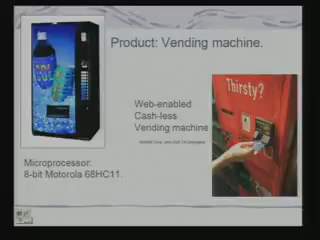 Product: Vending machine.
Thirsty?
Web-enabled
Cash-less
Vending machine
Microprocessor:
8-bit Motorola 68HC11.